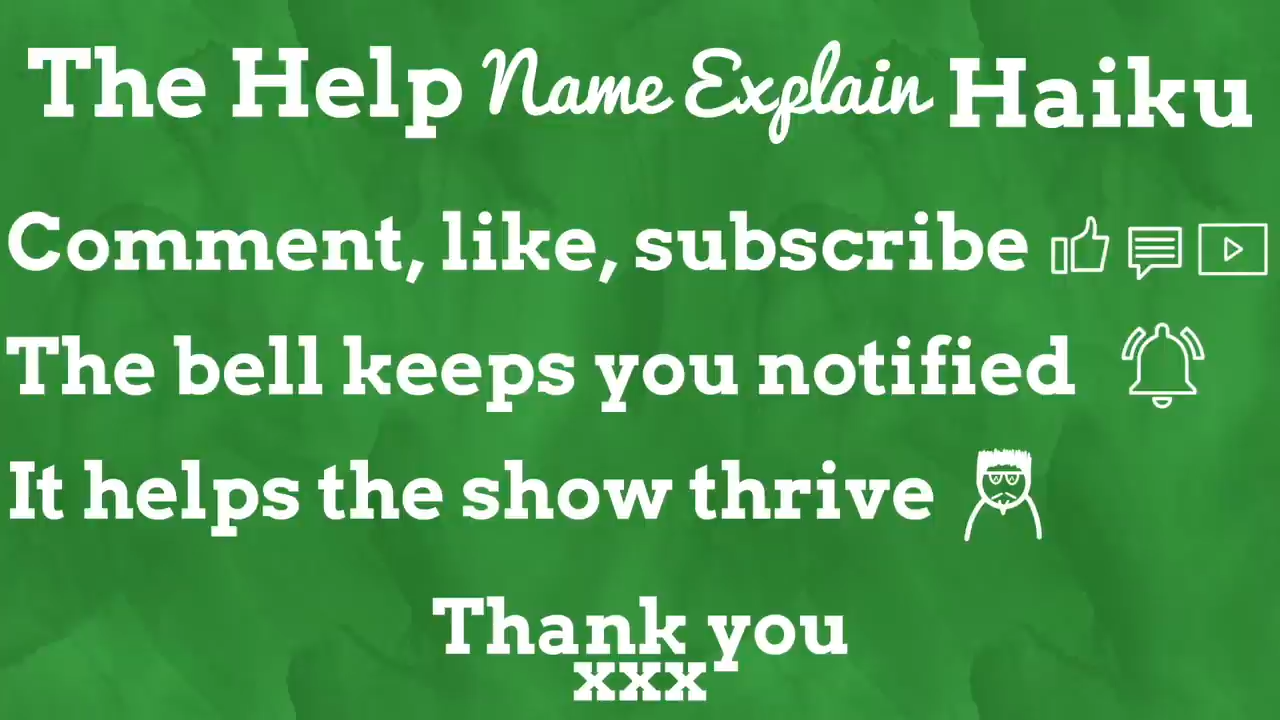 The Help Name Explain Haiku
Comment, like, subscribe
The bell keeps you notified
It helps the show thrive
Thank you
xxx